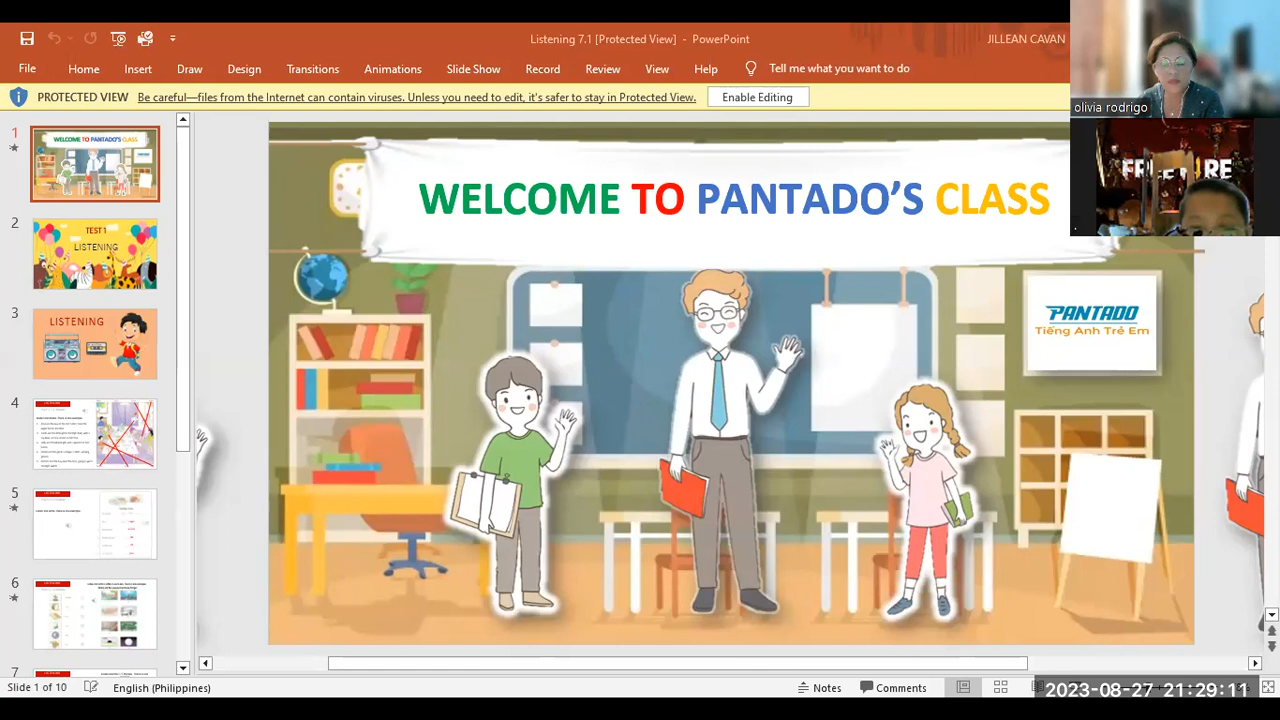 Listening 7.1 [Protected View] - PowerPoint
JILLEAN CAVAN
File Home Insert Draw Design Transitions Animations Slide Show Record Review View Help Tell me what you want to do
PROTECTED VIEW Be careful—files from the Internet can contain viruses. Unless you need to edit, it's safer to stay in Protected View. Enable Editing
olivia rodrigo
FREE FIRE
1
WELCOME TO PANTADO'S CLASS
2
TEST 1
LISTENING
3
LISTENING
4
5
6
7
WELCOME TO PANTADO’S CLASS
PANTADO
Tiếng Anh Trẻ Em
Slide 1 of 10 English (Philippines) Notes Comments
2023-08-27 21:29:11